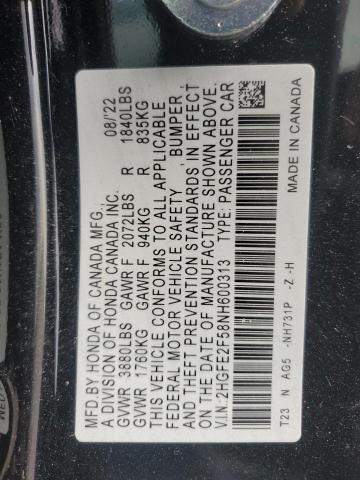 MFD.BY HONDA OF CANADA MFG., 08/'22
A DIVISION OF HONDA CANADA INC.
GVWR 3880LBS GAWR F 2072LBS R 1840LBS
GVWR 1760KG GAWR F 940KG R 835KG
THIS VEHICLE CONFORMS TO ALL APPLICABLE
FEDERAL MOTOR VEHICLE SAFETY, BUMPER,
AND THEFT PREVENTION STANDARDS IN EFFECT
ON THE DATE OF MANUFACTURE SHOWN ABOVE.
V.I.N.:2HGFE2F58NH600313 TYPE:PASSENGER CAR
T23 N AG5 -NH731P -Z -H MADE IN CANADA